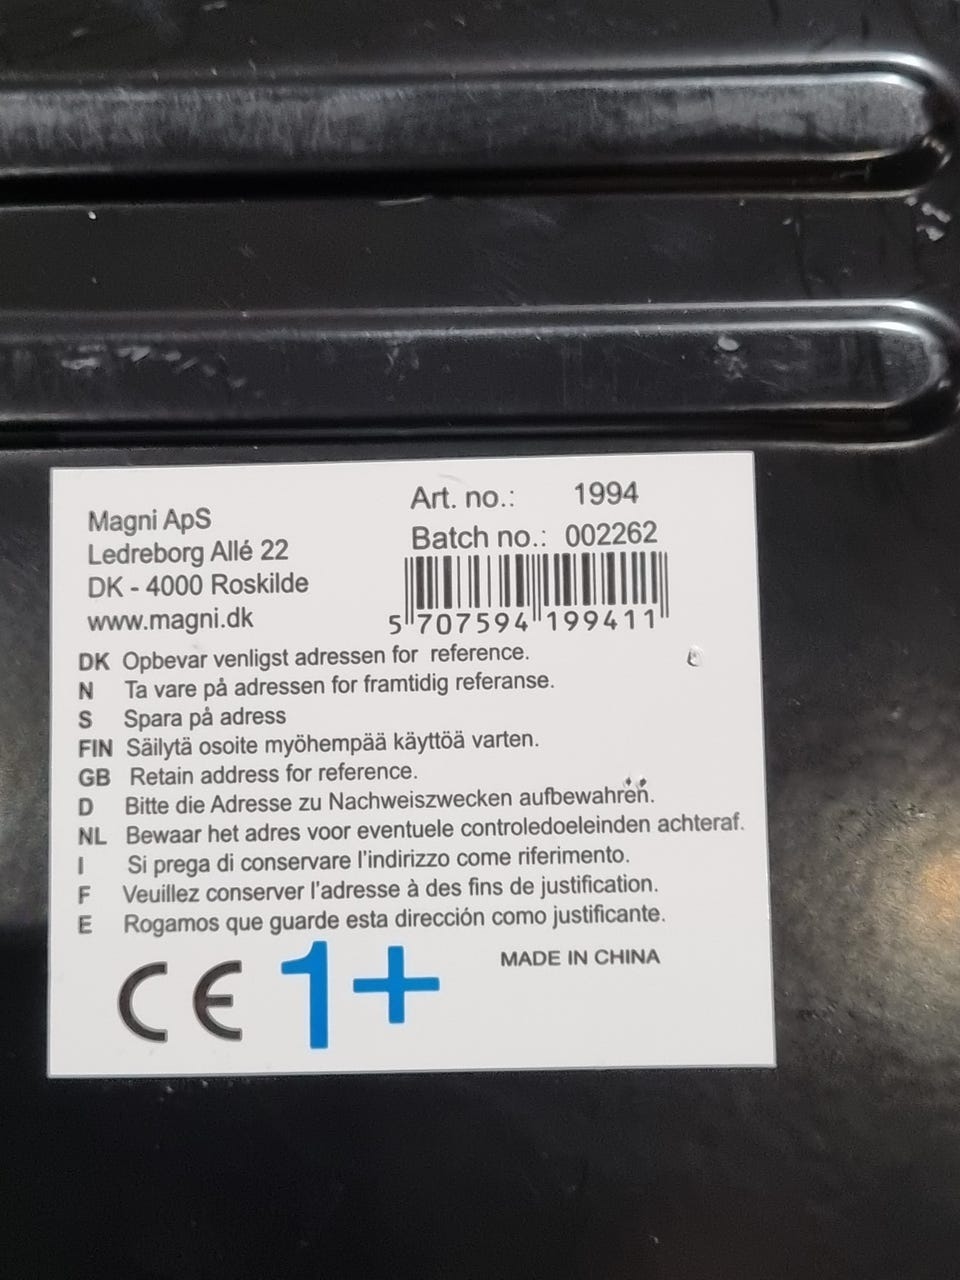 Magni ApS
Ledreborg Allé 22
DK - 4000 Roskilde
www.magni.dk
Art. no.: 1994
Batch no.: 002262
5 707594 199411
DK Opbevar venligst adressen for reference.
N Ta vare på adressen for framtidig referanse.
S Spara på adress
FIN Säilytä osoite myöhempää käyttöä varten.
GB Retain address for reference.
D Bitte die Adresse zu Nachweiszwecken aufbewahren.
NL Bewaar het adres voor eventuele controledoeleinden achteraf.
I Si prega di conservare l'indirizzo come riferimento.
F Veuillez conserver l'adresse à des fins de justification.
E Rogamos que guarde esta dirección como justificante.
CE 1+ MADE IN CHINA